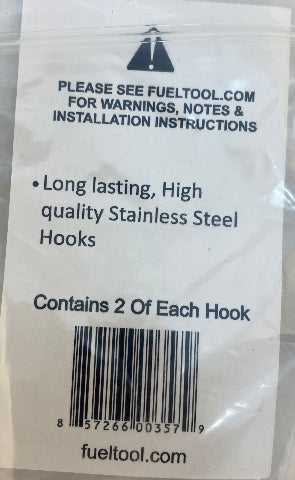 PLEASE SEE FUELTOOL.COM
FOR WARNINGS, NOTES &
INSTALLATION INSTRUCTIONS
• Long lasting, High
quality Stainless Steel
Hooks
Contains 2 Of Each Hook
8 57266 00357 9
fueltool.com